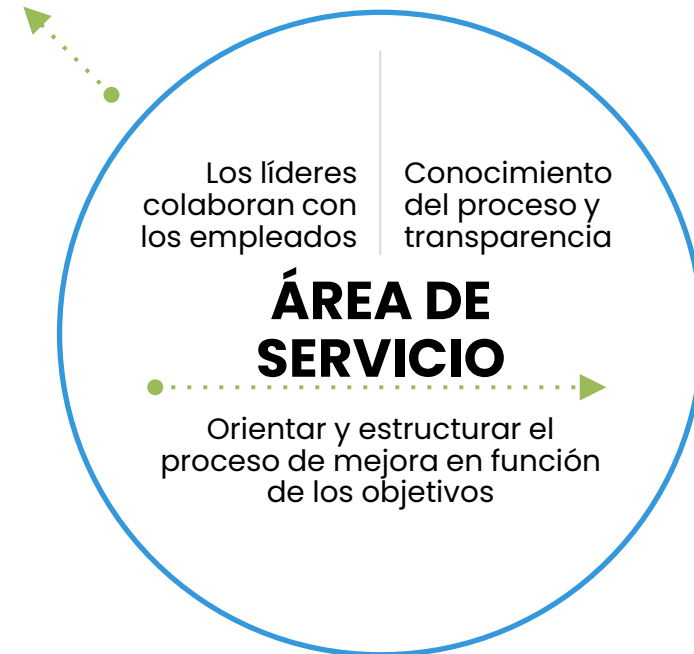 Los líderes
colaboran con
los empleados
Conocimiento
del proceso y
transparencia
ÁREA DE
SERVICIO
Orientar y estructurar el
proceso de mejora en función
de los objetivos